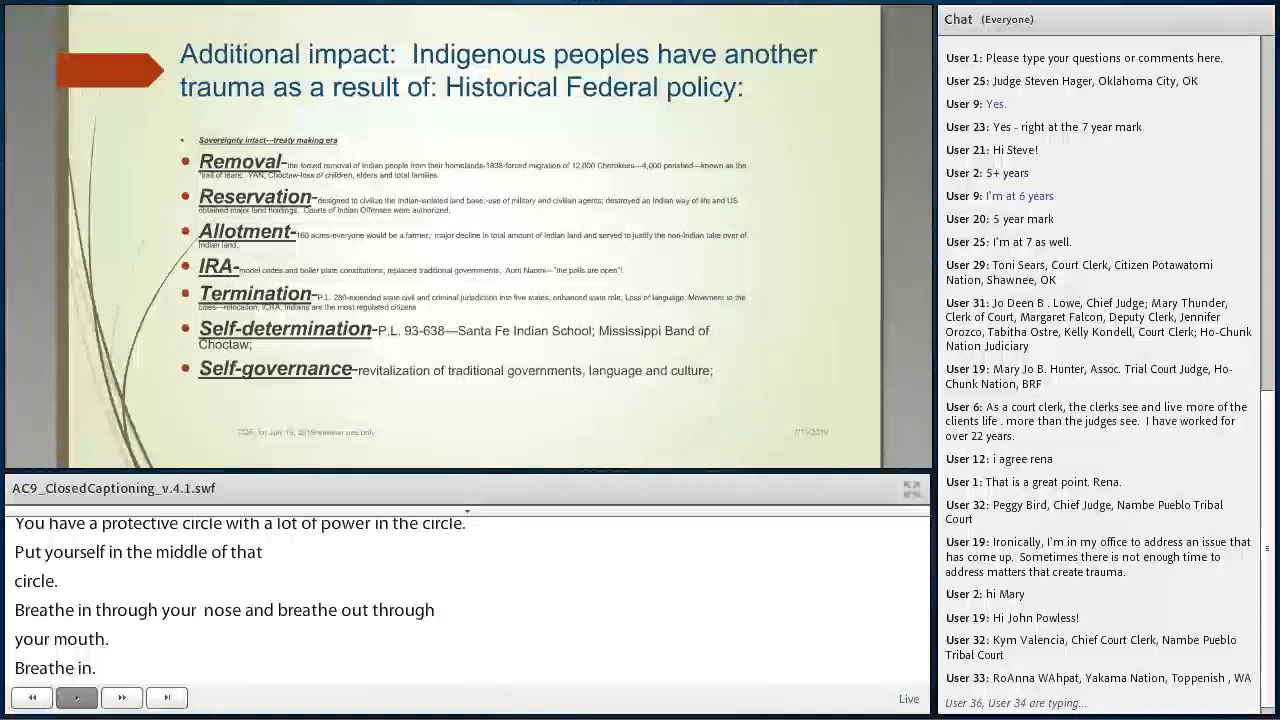 Additional impact:  Indigenous peoples have another
trauma as a result of: Historical Federal policy:
Sovereignty intact—treaty making era
Removal-the forced removal of Indian people from their homelands-1838-forced migration of 12,000 Cherokees—4,000 perished—known as the
trail of tears;  YAN, Choctaw-loss of children, elders and total families
Reservation-designed to civilize the Indian-isolated land base,-use of military and civilian agents; destroyed an Indian way of life and US
obtained major land holdings.  Courts of Indian Offenses were authorized,
Allotment-160 acres-everyone would be a farmer;  major decline in total amount of Indian land and served to justify the non-Indian take over of
Indian land.
IRA-model codes and boiler plate constitutions, replaced traditional governments;  Aunt Naomi—"the polls are open"!
Termination-P.L. 280-extended state civil and criminal jurisdiction into five states, enhanced state role; Loss of language. Movement to the
cities—relocation; ICRA; Indians are the most regulated citizens
Self-determination-P.L. 93-638—Santa Fe Indian School; Mississippi Band of
Choctaw;
Self-governance-revitalization of traditional governments, language and culture;
for July 19, 2019 webinar use only
7/19/2019
AC9_ClosedCaptioning_v.4.1.swf
You have a protective circle with a lot of power in the circle.
Put yourself in the middle of that
circle.
Breathe in through your  nose and breathe out through
your mouth.
Breathe in.
Live
Chat (Everyone)
User 1: Please type your questions or comments here.
User 25: Judge Steven Hager, Oklahoma City, OK
User 9: Yes.
User 23: Yes - right at the 7 year mark
User 21: Hi Steve!
User 2: 5+ years
User 9: I'm at 6 years
User 20: 5 year mark
User 25: I'm at 7 as well.
User 29: Toni Sears, Court Clerk, Citizen Potawatomi
Nation, Shawnee, OK
User 31: Jo Deen B . Lowe, Chief Judge; Mary Thunder,
Clerk of Court, Margaret Falcon, Deputy Clerk, Jennifer
Orozco, Tabitha Ostre, Kelly Kondell, Court Clerk; Ho-Chunk
Nation Judiciary
User 19: Mary Jo B. Hunter, Assoc. Trial Court Judge, Ho-
Chunk Nation, BRF
User 6: As a court clerk, the clerks see and live more of the
clients life . more than the judges see.  I have worked for
over 22 years.
User 12: i agree rena
User 1: That is a great point. Rena.
User 32: Peggy Bird, Chief Judge, Nambe Pueblo Tribal
Court
User 19: Ironically, I'm in my office to address an issue that
has come up.  Sometimes there is not enough time to
address matters that create trauma.
User 2: hi Mary
User 19: Hi John Powless!
User 32: Kym Valencia, Chief Court Clerk, Nambe Pueblo
Tribal Court
User 33: RoAnna WAhpat, Yakama Nation, Toppenish , WA
User 36, User 34 are typing...